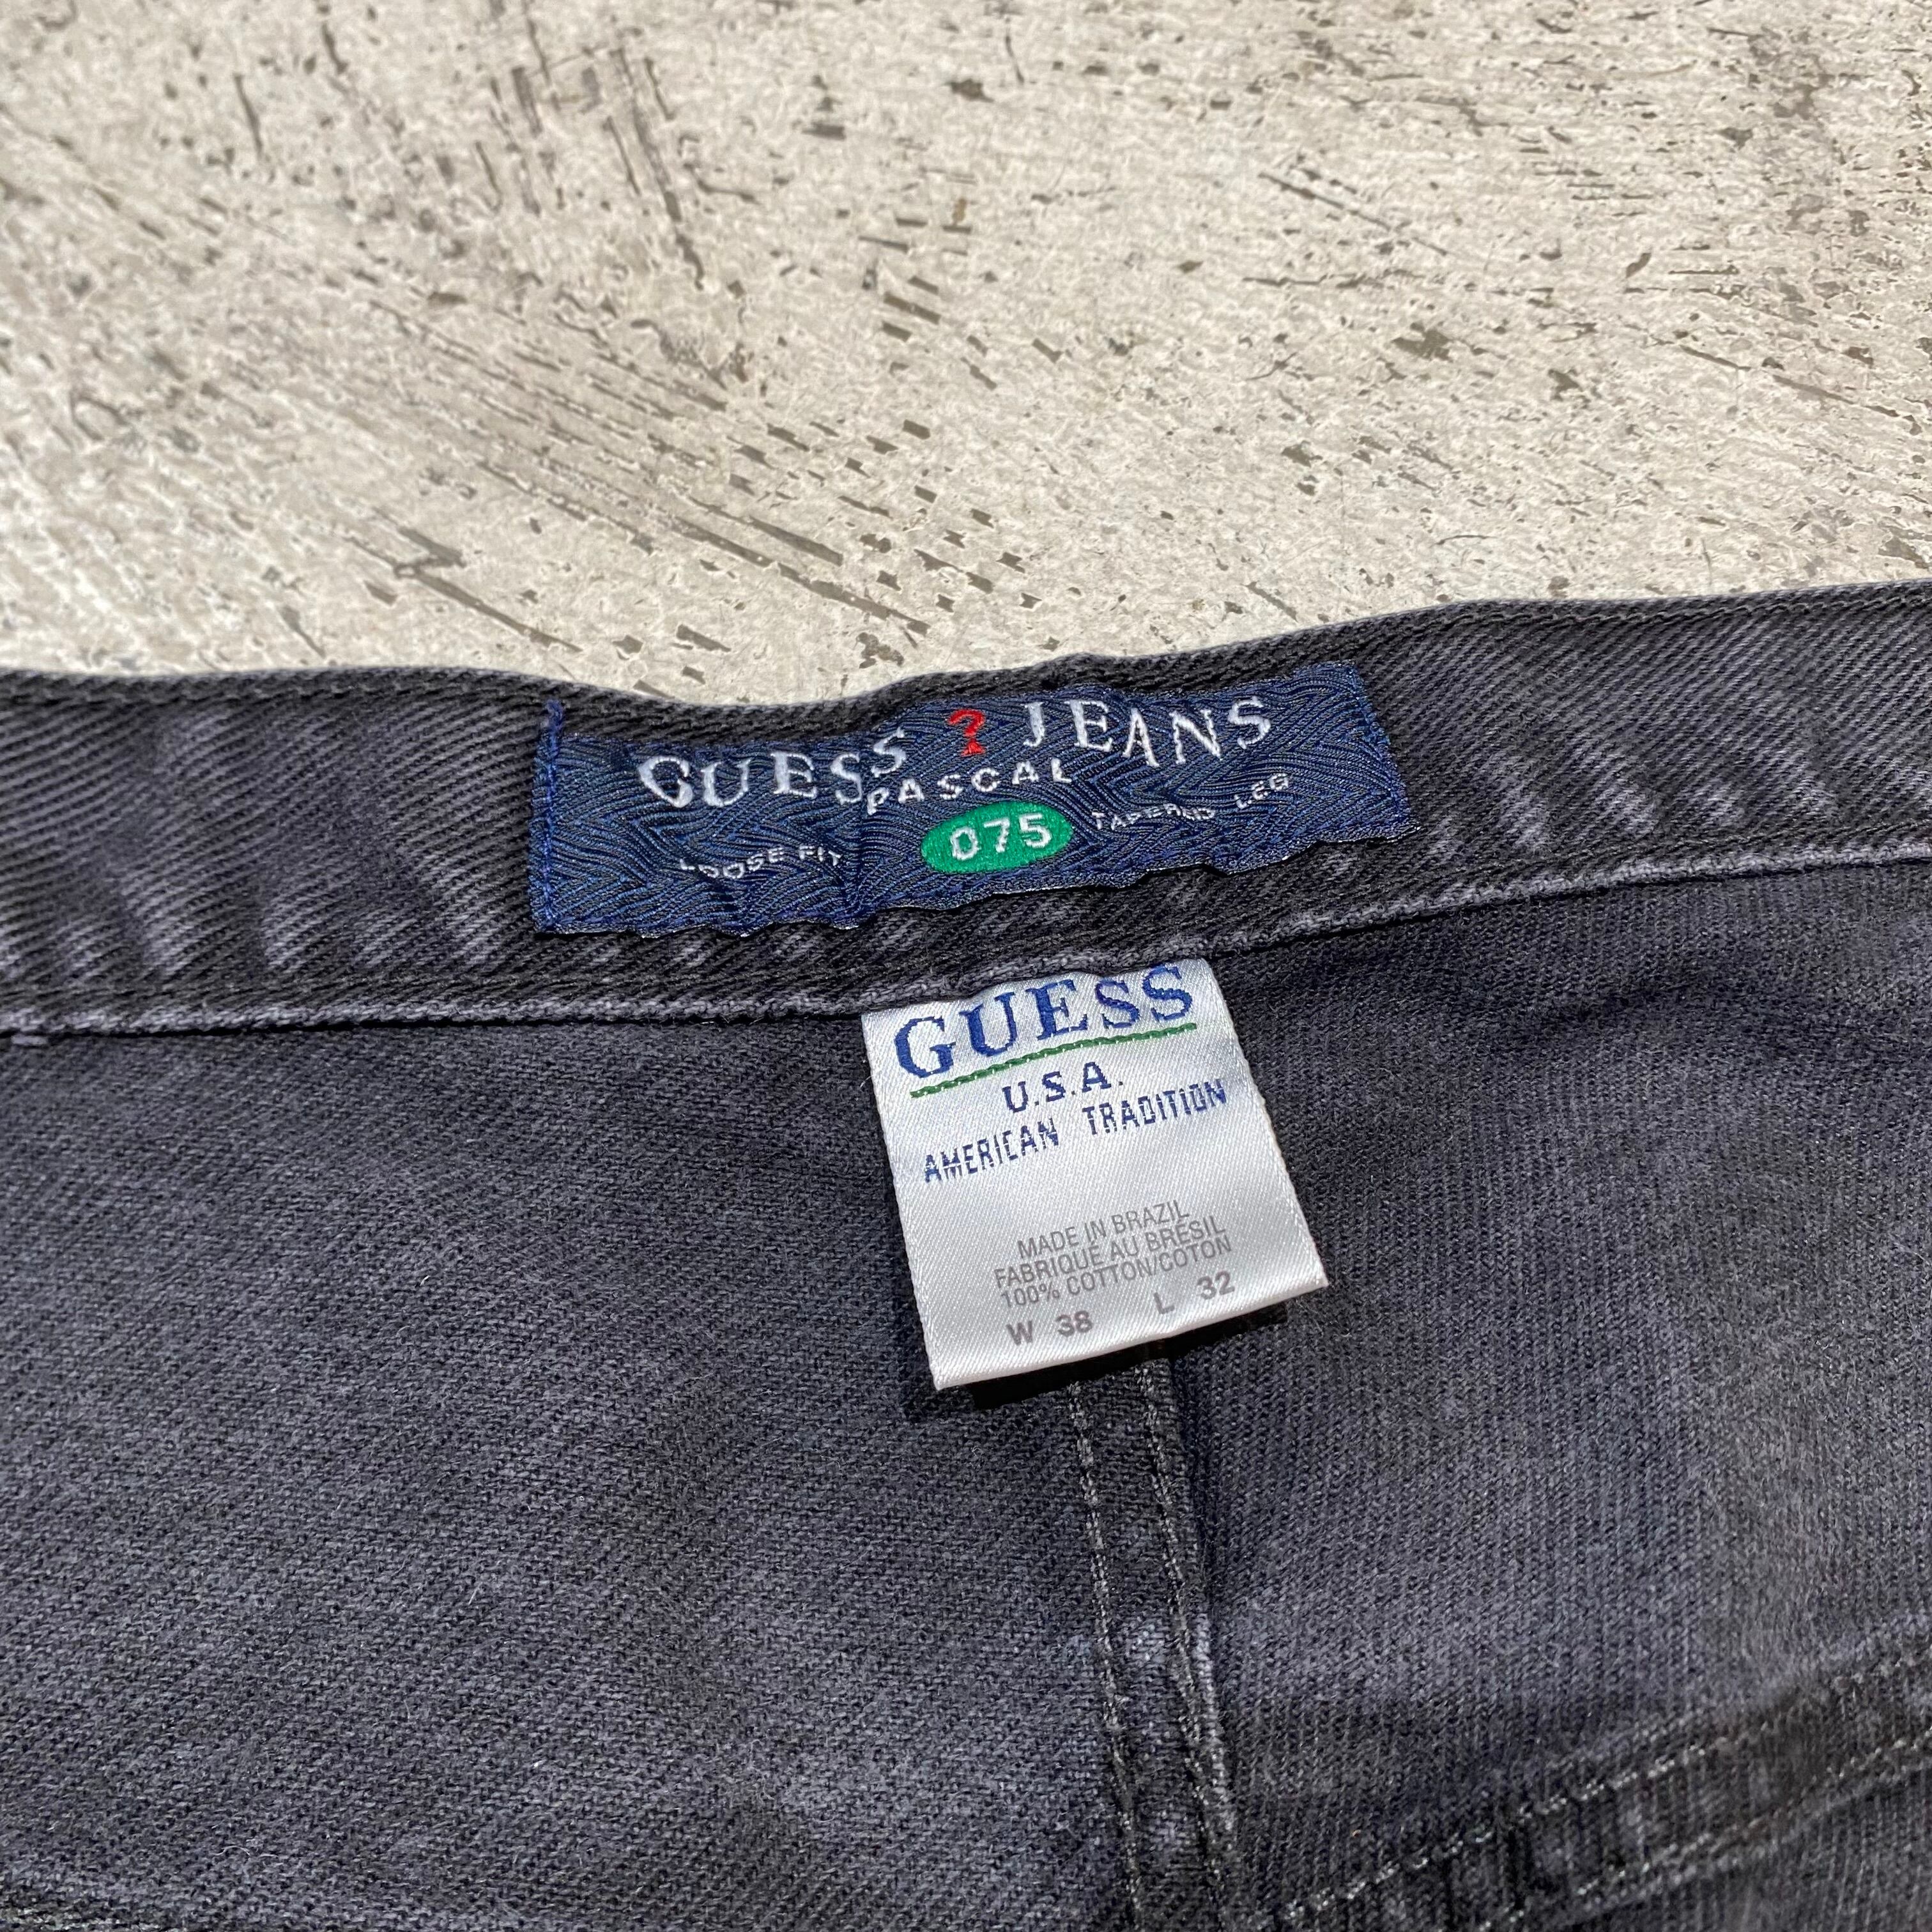 GUESS ? JEANS
PASCAL
LOOSE FIT 075 TAPERED LEG
GUESS
U.S.A.
AMERICAN TRADITION
MADE IN BRAZIL
FABRIQUÉ AU BRÉSIL
100% COTTON/COTON
W 38 L 32